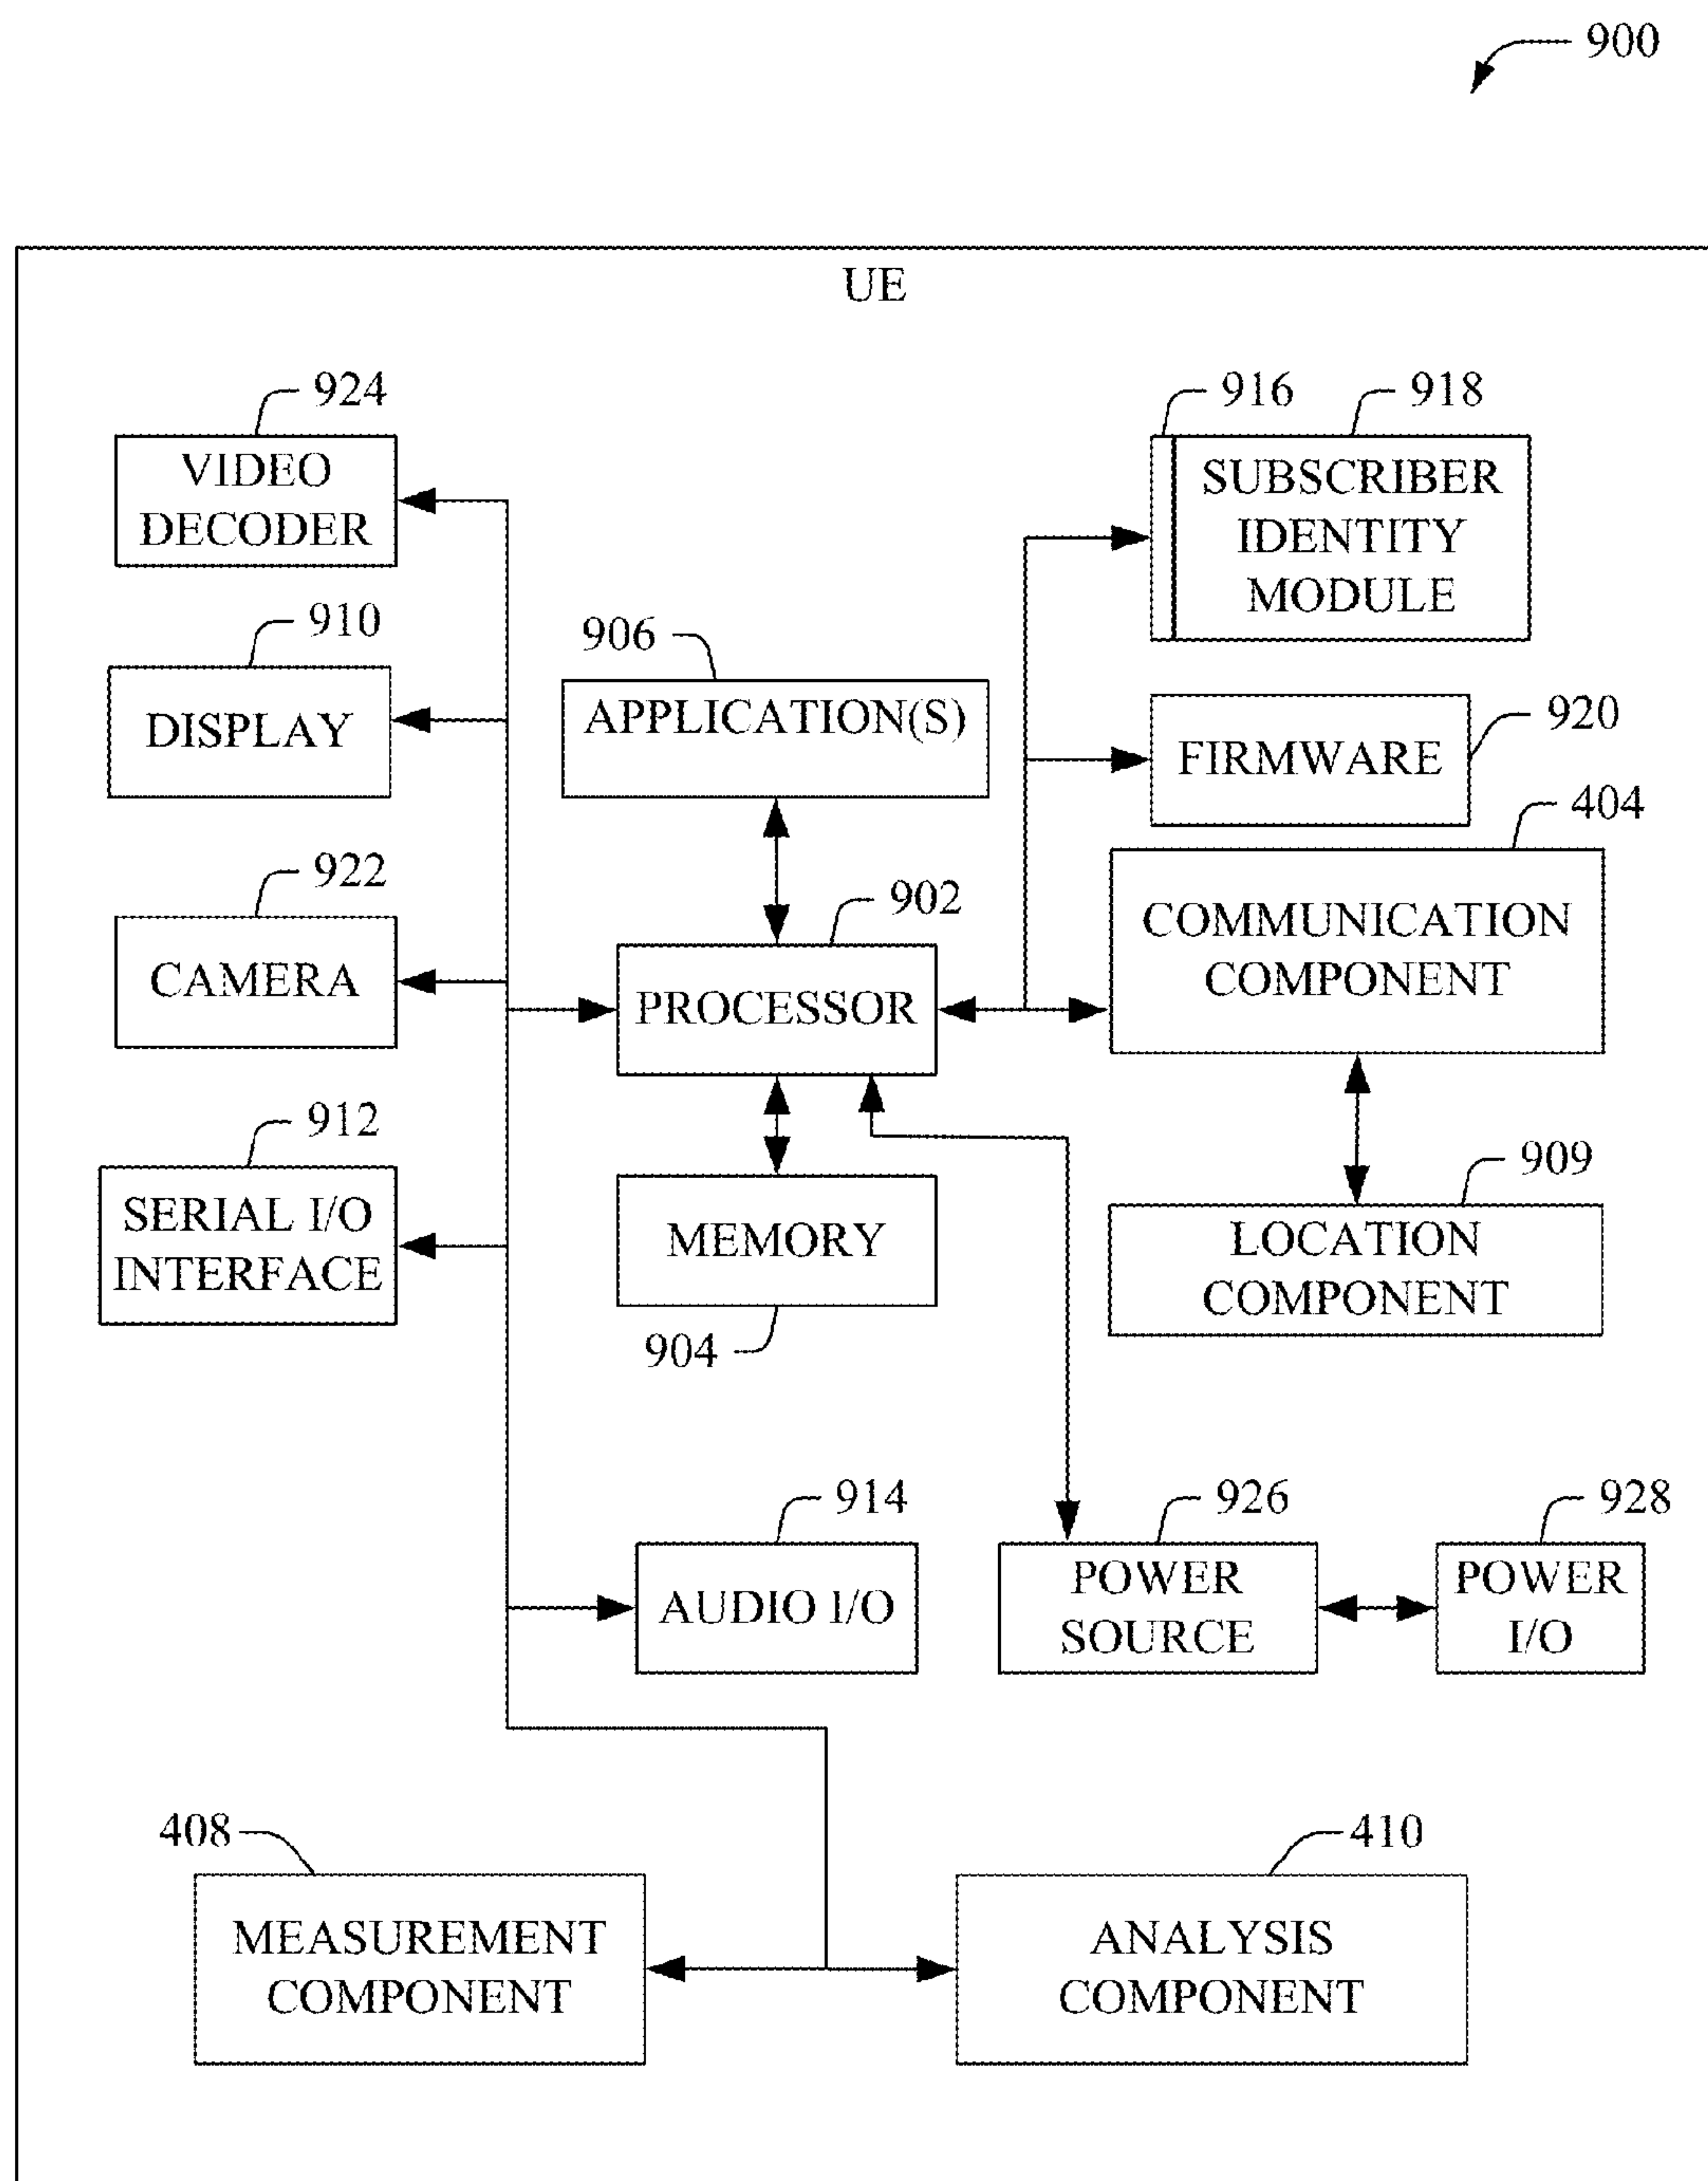 900
UE
924
VIDEO
DECODER
916
918
SUBSCRIBER
IDENTITY
MODULE
910
DISPLAY
906
APPLICATION(S)
920
FIRMWARE
404
COMMUNICATION
COMPONENT
922
CAMERA
902
PROCESSOR
912
SERIAL I/O
INTERFACE
MEMORY
904
909
LOCATION
COMPONENT
914
AUDIO I/O
926
POWER
SOURCE
928
POWER
I/O
408
MEASUREMENT
COMPONENT
410
ANALYSIS
COMPONENT